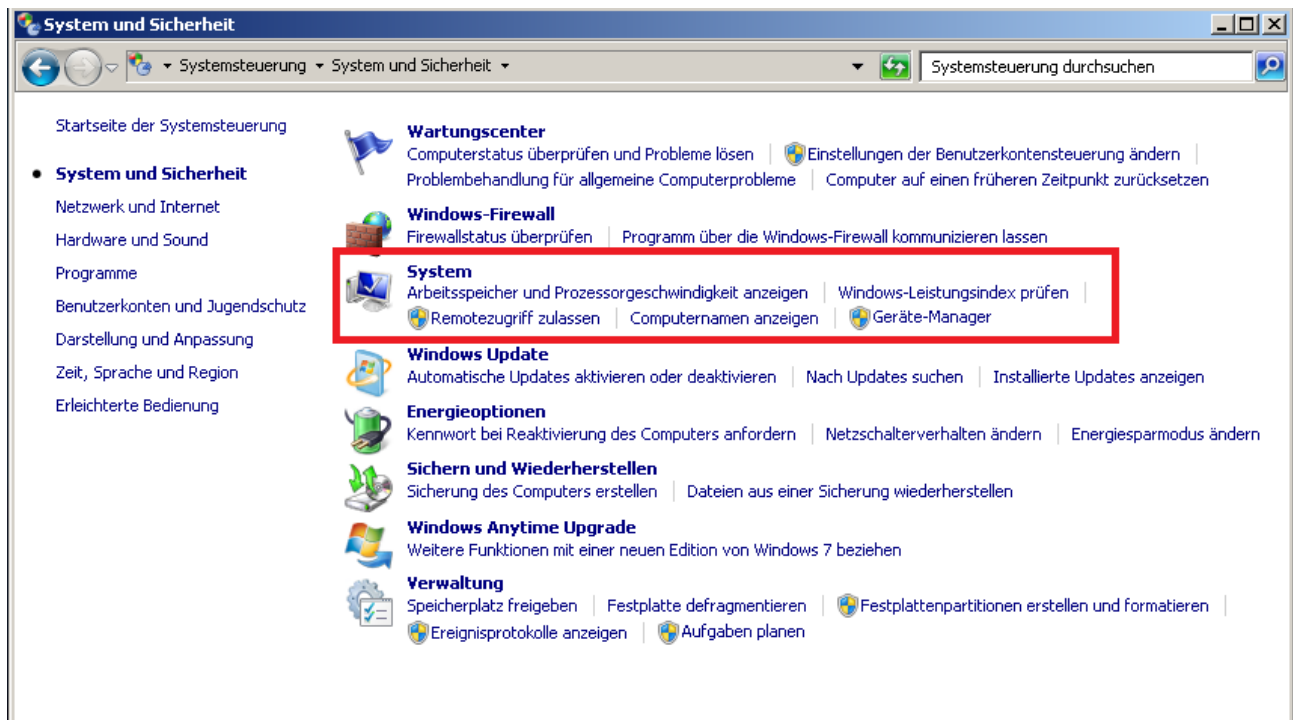 System und Sicherheit
Systemsteuerung System und Sicherheit Systemsteuerung durchsuchen
Startseite der Systemsteuerung
System und Sicherheit
Netzwerk und Internet
Hardware und Sound
Programme
Benutzerkonten und Jugendschutz
Darstellung und Anpassung
Zeit, Sprache und Region
Erleichterte Bedienung
Wartungscenter
Computerstatus überprüfen und Probleme lösen Einstellungen der Benutzerkontensteuerung ändern
Problembehandlung für allgemeine Computerprobleme Computer auf einen früheren Zeitpunkt zurücksetzen
Windows-Firewall
Firewallstatus überprüfen Programm über die Windows-Firewall kommunizieren lassen
System
Arbeitsspeicher und Prozessorgeschwindigkeit anzeigen Windows-Leistungsindex prüfen
Remotezugriff zulassen Computernamen anzeigen Geräte-Manager
Windows Update
Automatische Updates aktivieren oder deaktivieren Nach Updates suchen Installierte Updates anzeigen
Energieoptionen
Kennwort bei Reaktivierung des Computers anfordern Netzschalterverhalten ändern Energiesparmodus ändern
Sichern und Wiederherstellen
Sicherung des Computers erstellen Dateien aus einer Sicherung wiederherstellen
Windows Anytime Upgrade
Weitere Funktionen mit einer neuen Edition von Windows 7 beziehen
Verwaltung
Speicherplatz freigeben Festplatte defragmentieren Festplattenpartitionen erstellen und formatieren
Ereignisprotokolle anzeigen Aufgaben planen